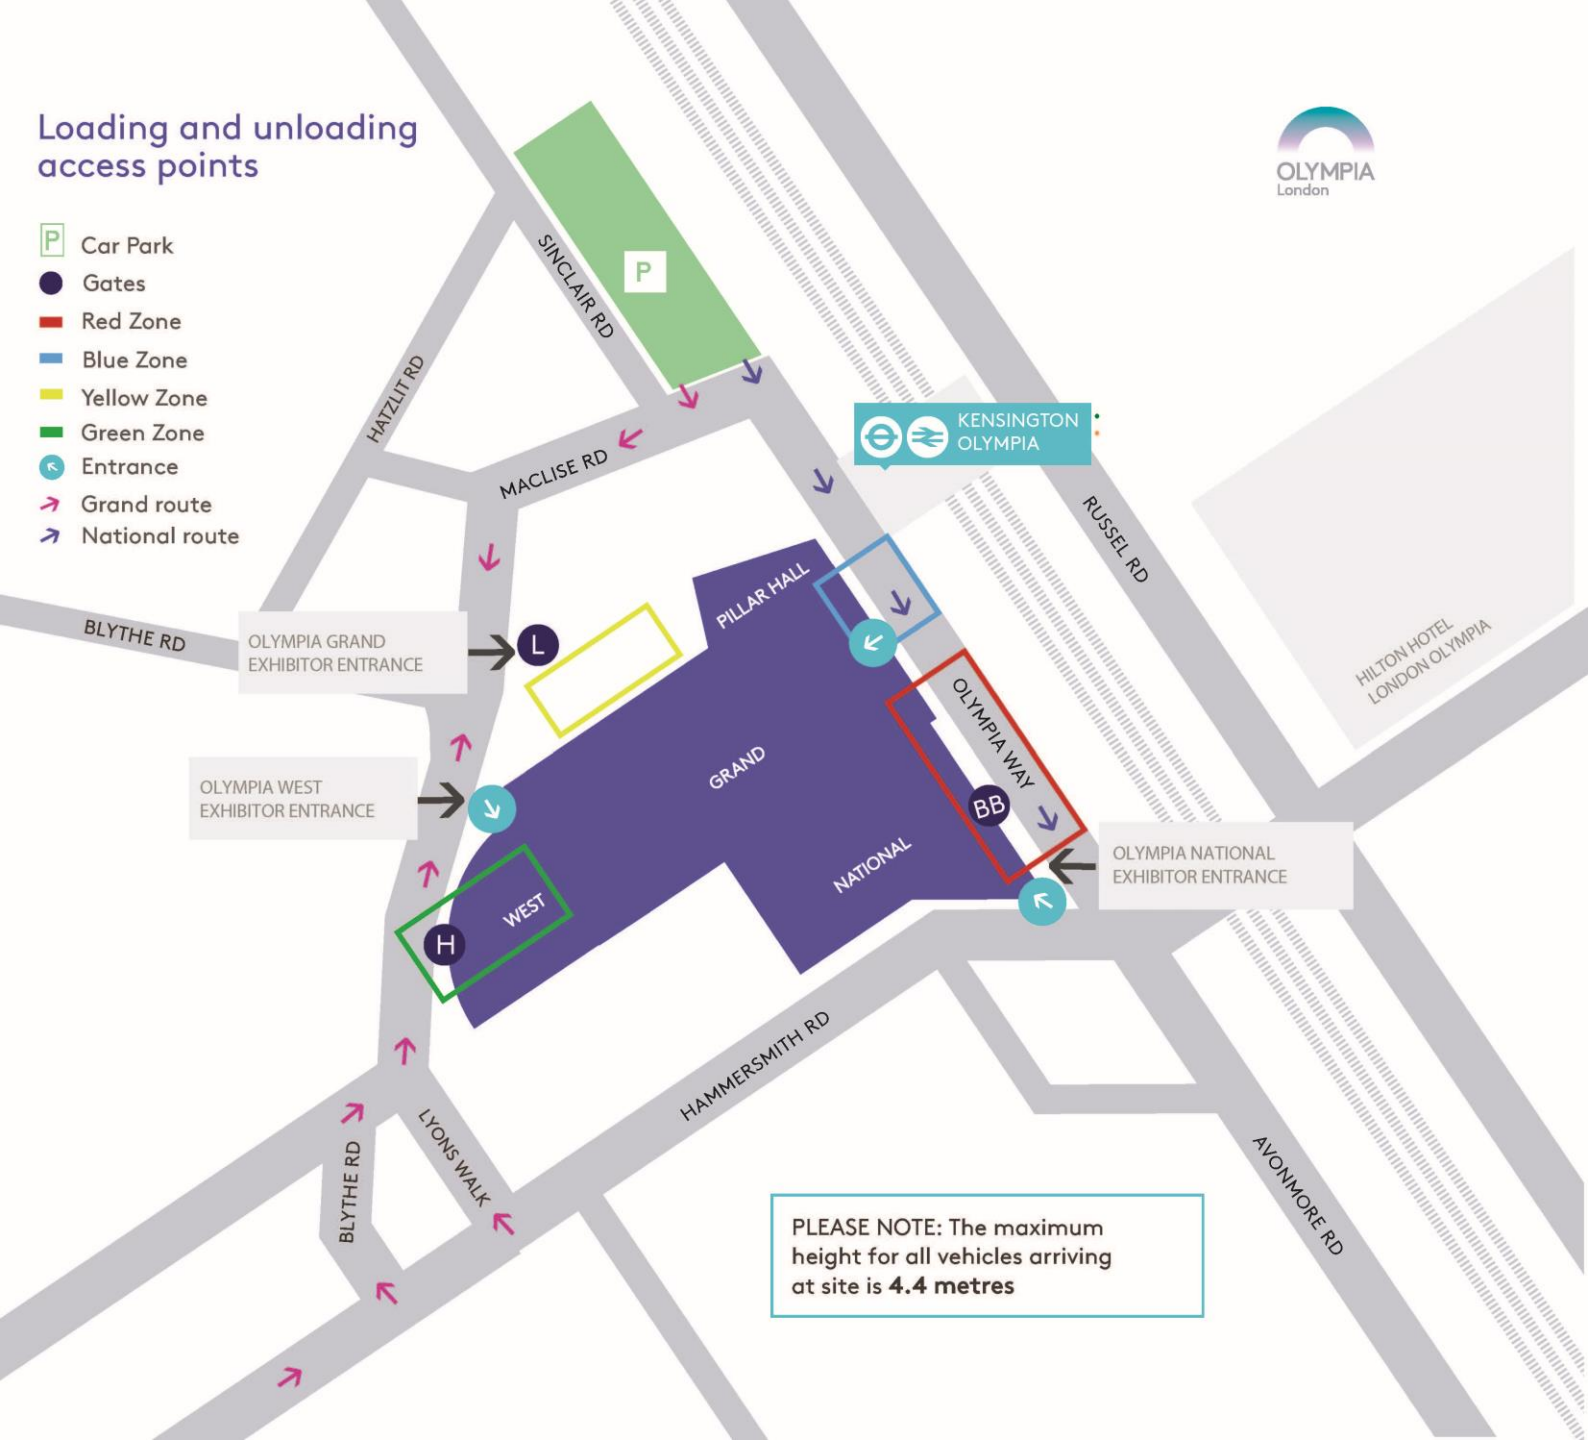 Loading and unloading
access points
P Car Park
Gates
Red Zone
Blue Zone
Yellow Zone
Green Zone
Entrance
Grand route
National route
OLYMPIA
London
P
SINCLAIR RD
HATZLIT RD
MACLISE RD
KENSINGTON
OLYMPIA
RUSSEL RD
BLYTHE RD
OLYMPIA GRAND
EXHIBITOR ENTRANCE
L
PILLAR HALL
HILTON HOTEL
LONDON OLYMPIA
OLYMPIA WAY
GRAND
OLYMPIA WEST
EXHIBITOR ENTRANCE
BB
NATIONAL
OLYMPIA NATIONAL
EXHIBITOR ENTRANCE
WEST
H
HAMMERSMITH RD
LYONS WALK
BLYTHE RD
AVONMORE RD
PLEASE NOTE: The maximum
height for all vehicles arriving
at site is 4.4 metres